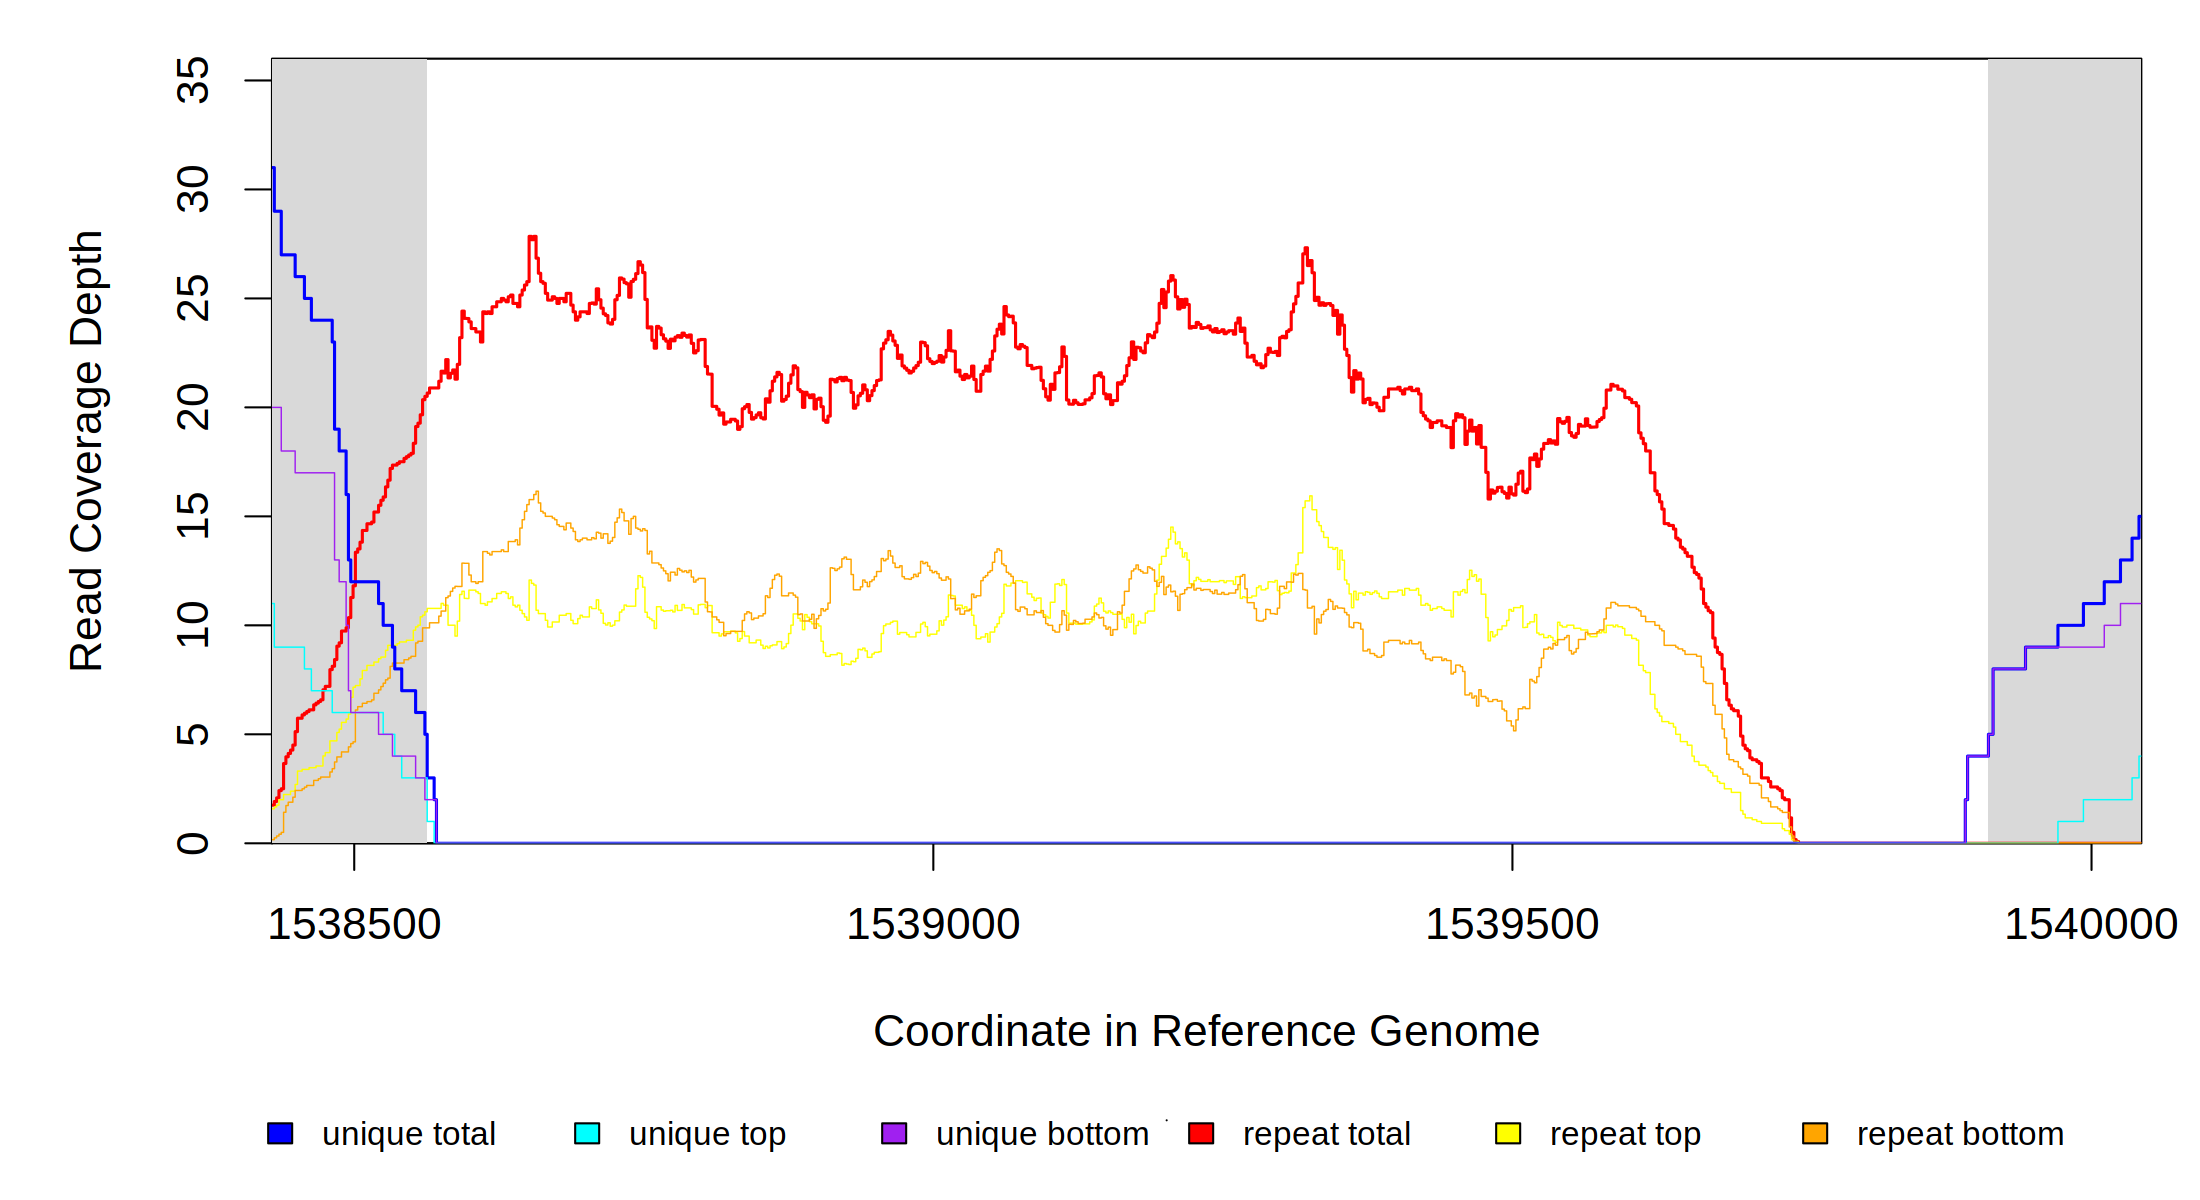 35
30
25
20
15
10
5
0
Read Coverage Depth
1538500 1539000 1539500 1540000
Coordinate in Reference Genome
unique total unique top unique bottom repeat total repeat top repeat bottom